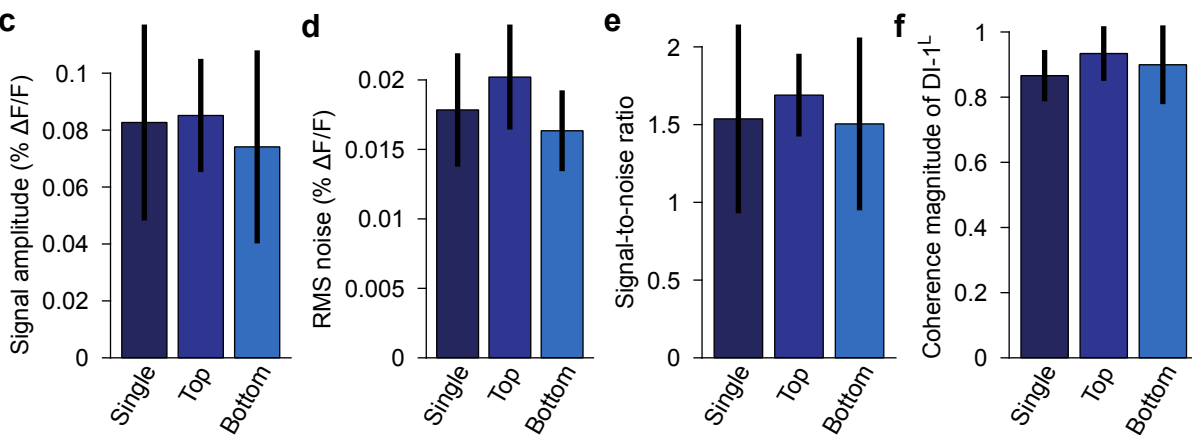 c
Signal amplitude (% ΔF/F)
0.1
0.08
0.06
0.04
0.02
0
Single
Top
Bottom
d
RMS noise (% ΔF/F)
0.02
0.015
0.01
0.005
0
Single
Top
Bottom
e
Signal-to-noise ratio
2
1.5
1
0.5
0
Single
Top
Bottom
f
Coherence magnitude of DI-1ᴸ
1
0.8
0.6
0.4
0.2
0
Single
Top
Bottom